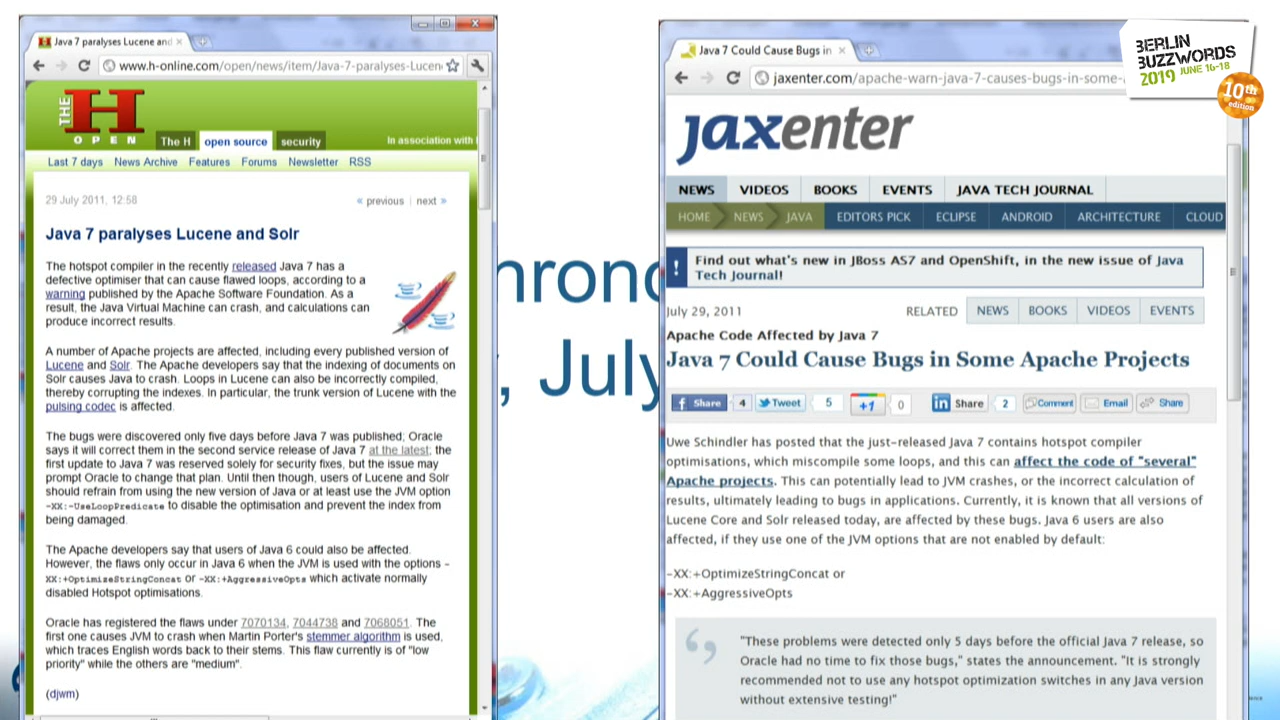 Java 7 paralyses Lucene and
www.h-online.com/open/news/item/Java-7-paralyses-Lucen
THE H
OPEN
The H
open source
security
In association with
Last 7 days
News Archive
Features
Forums
Newsletter
RSS
29 July 2011, 12:58
« previous | next »
Java 7 paralyses Lucene and Solr
The hotspot compiler in the recently released Java 7 has a
defective optimiser that can cause flawed loops, according to a
warning published by the Apache Software Foundation. As a
result, the Java Virtual Machine can crash, and calculations can
produce incorrect results.
A number of Apache projects are affected, including every published version of
Lucene and Solr. The Apache developers say that the indexing of documents on
Solr causes Java to crash. Loops in Lucene can also be incorrectly compiled,
thereby corrupting the indexes. In particular, the trunk version of Lucene with the
pulsing codec is affected.
The bugs were discovered only five days before Java 7 was published; Oracle
says it will correct them in the second service release of Java 7 at the latest; the
first update to Java 7 was reserved solely for security fixes, but the issue may
prompt Oracle to change that plan. Until then though, users of Lucene and Solr
should refrain from using the new version of Java or at least use the JVM option
-XX:-UseLoopPredicate to disable the optimisation and prevent the index from
being damaged.
The Apache developers say that users of Java 6 could also be affected.
However, the flaws only occur in Java 6 when the JVM is used with the options -
XX:+OptimizeStringConcat or -XX:+AggressiveOpts which activate normally
disabled Hotspot optimisations.
Oracle has registered the flaws under 7070134, 7044738 and 7068051. The
first one causes JVM to crash when Martin Porter's stemmer algorithm is used,
which traces English words back to their stems. This flaw currently is of "low
priority" while the others are "medium".
(djwm)
hrono
, July
Java 7 Could Cause Bugs in
jaxenter.com/apache-warn-java-7-causes-bugs-in-some-a
BERLIN
BUZZWORDS
2019 JUNE 16-18
10th
edition
jaxenter
NEWS
VIDEOS
BOOKS
EVENTS
JAVA TECH JOURNAL
HOME
NEWS
JAVA
EDITORS PICK
ECLIPSE
ANDROID
ARCHITECTURE
CLOUD
! Find out what's new in JBoss AS7 and OpenShift, in the new issue of Java
Tech Journal!
July 29, 2011
RELATED
NEWS
BOOKS
VIDEOS
EVENTS
Apache Code Affected by Java 7
Java 7 Could Cause Bugs in Some Apache Projects
Share 4
Tweet 5
+1 0
in Share 2
Comment
Email
Share
Uwe Schindler has posted that the just-released Java 7 contains hotspot compiler
optimisations, which miscompile some loops, and this can affect the code of "several"
Apache projects. This can potentially lead to JVM crashes, or the incorrect calculation of
results, ultimately leading to bugs in applications. Currently, it is known that all versions of
Lucene Core and Solr released today, are affected by these bugs. Java 6 users are also
affected, if they use one of the JVM options that are not enabled by default:
-XX:+OptimizeStringConcat or
-XX:+AggressiveOpts
"These problems were detected only 5 days before the official Java 7 release, so
Oracle had no time to fix those bugs," states the announcement. "It is strongly
recommended not to use any hotspot optimization switches in any Java version
without extensive testing!"